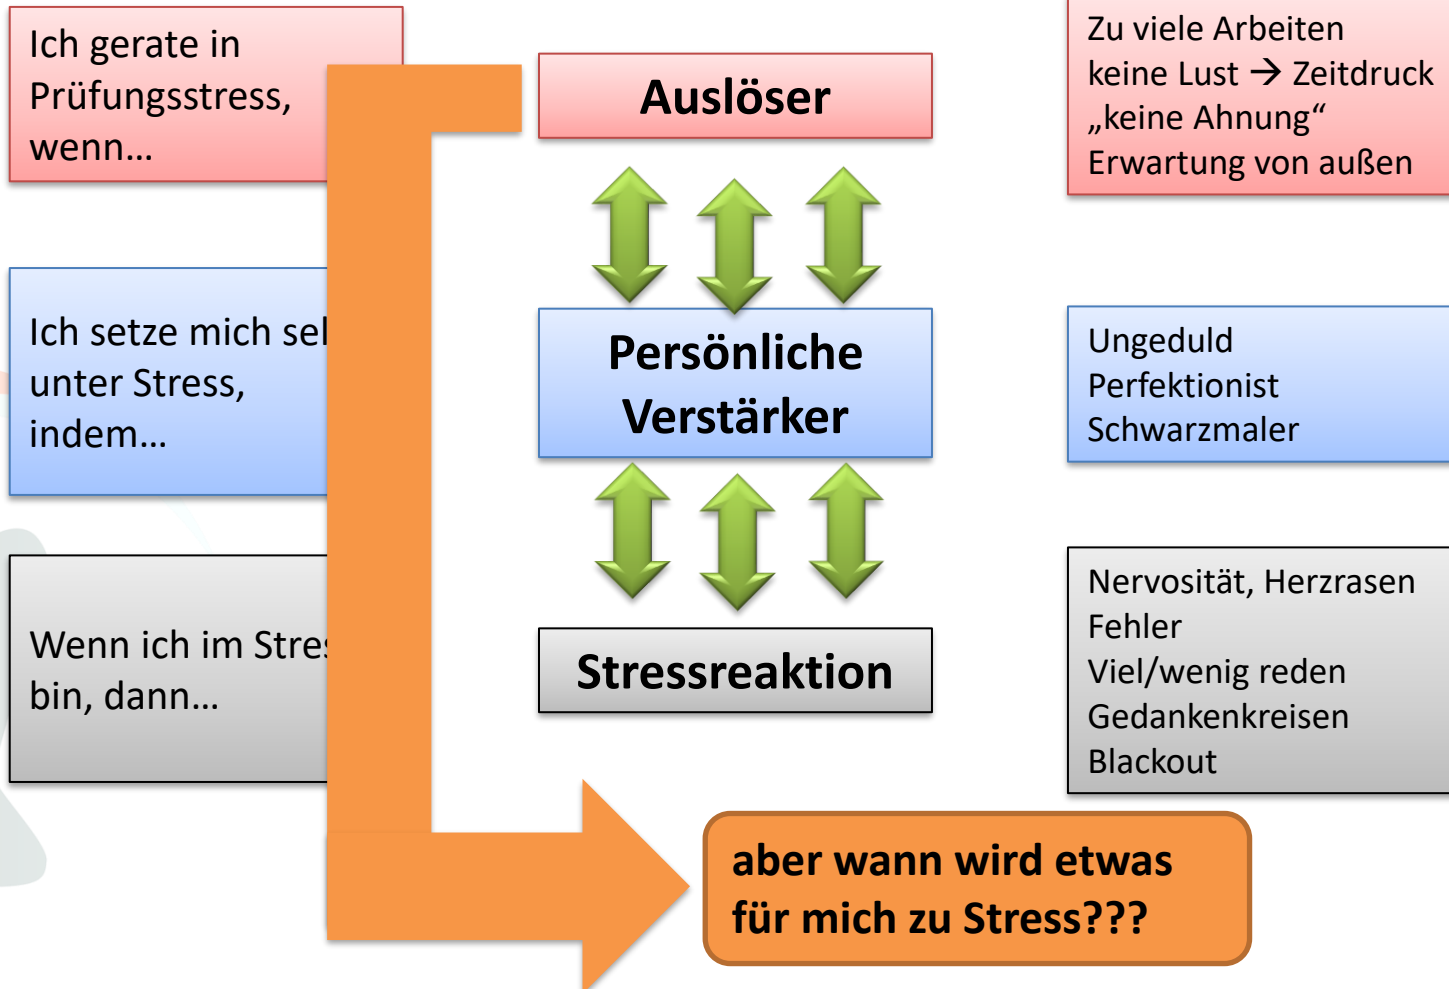 Ich gerate in
Prüfungsstress,
wenn…
Auslöser
Zu viele Arbeiten
keine Lust → Zeitdruck
„keine Ahnung“
Erwartung von außen
Ich setze mich
unter Stress,
indem…
Persönliche
Verstärker
Ungeduld
Perfektionist
Schwarzmaler
Wenn ich im
bin, dann…
Stressreaktion
Nervosität, Herzrasen
Fehler
Viel/wenig reden
Gedankenkreisen
Blackout
aber wann wird etwas
für mich zu Stress???